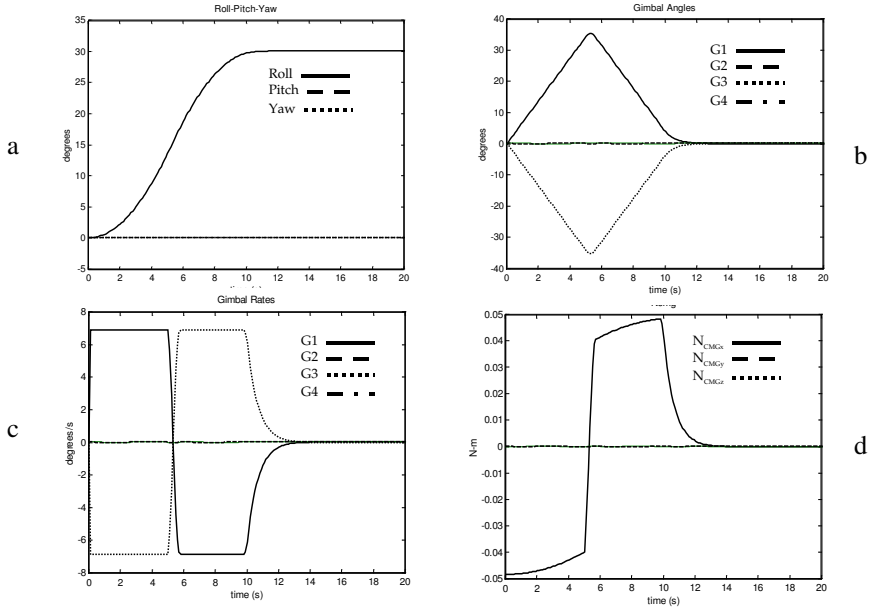 Roll-Pitch-Yaw
35
30
25
20
15
10
5
0
-5
degrees
Roll
Pitch
Yaw
0 2 4 6 8 10 12 14 16 18 20
a
Gimbal Angles
40
30
20
10
0
-10
-20
-30
-40
degrees
G1
G2
G3
G4
0 2 4 6 8 10 12 14 16 18 20
time (s)
b
Gimbal Rates
8
6
4
2
0
-2
-4
-6
-8
degrees/s
G1
G2
G3
G4
0 2 4 6 8 10 12 14 16 18 20
time (s)
c
0.05
0.04
0.03
0.02
0.01
0
-0.01
-0.02
-0.03
-0.04
-0.05
N-m
N_CMGx
N_CMGy
N_CMGz
0 2 4 6 8 10 12 14 16 18 20
time (s)
d